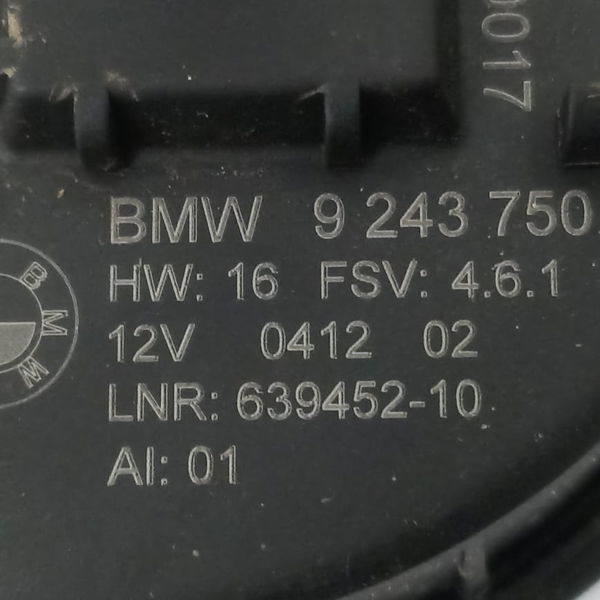 0017
BMW 9 243 750
HW: 16 FSV: 4.6.1
12V 0412 02
LNR: 639452-10
AI: 01
BMW